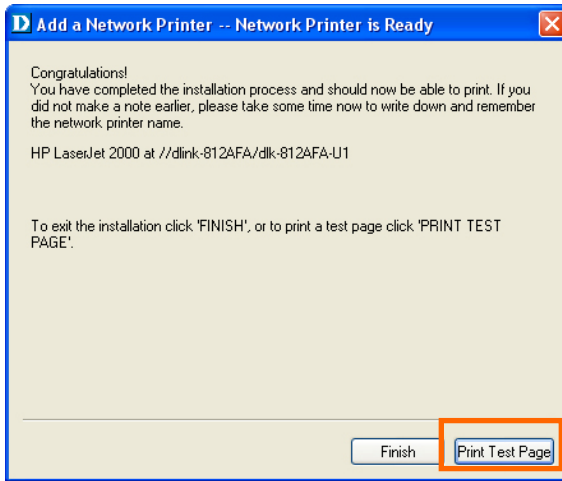 D Add a Network Printer -- Network Printer is Ready
Congratulations!
You have completed the installation process and should now be able to print. If you
did not make a note earlier, please take some time now to write down and remember
the network printer name.
HP LaserJet 2000 at //dlink-812AFA/dlk-812AFA-U1
To exit the installation click 'FINISH', or to print a test page click 'PRINT TEST
PAGE'.
Finish
Print Test Page